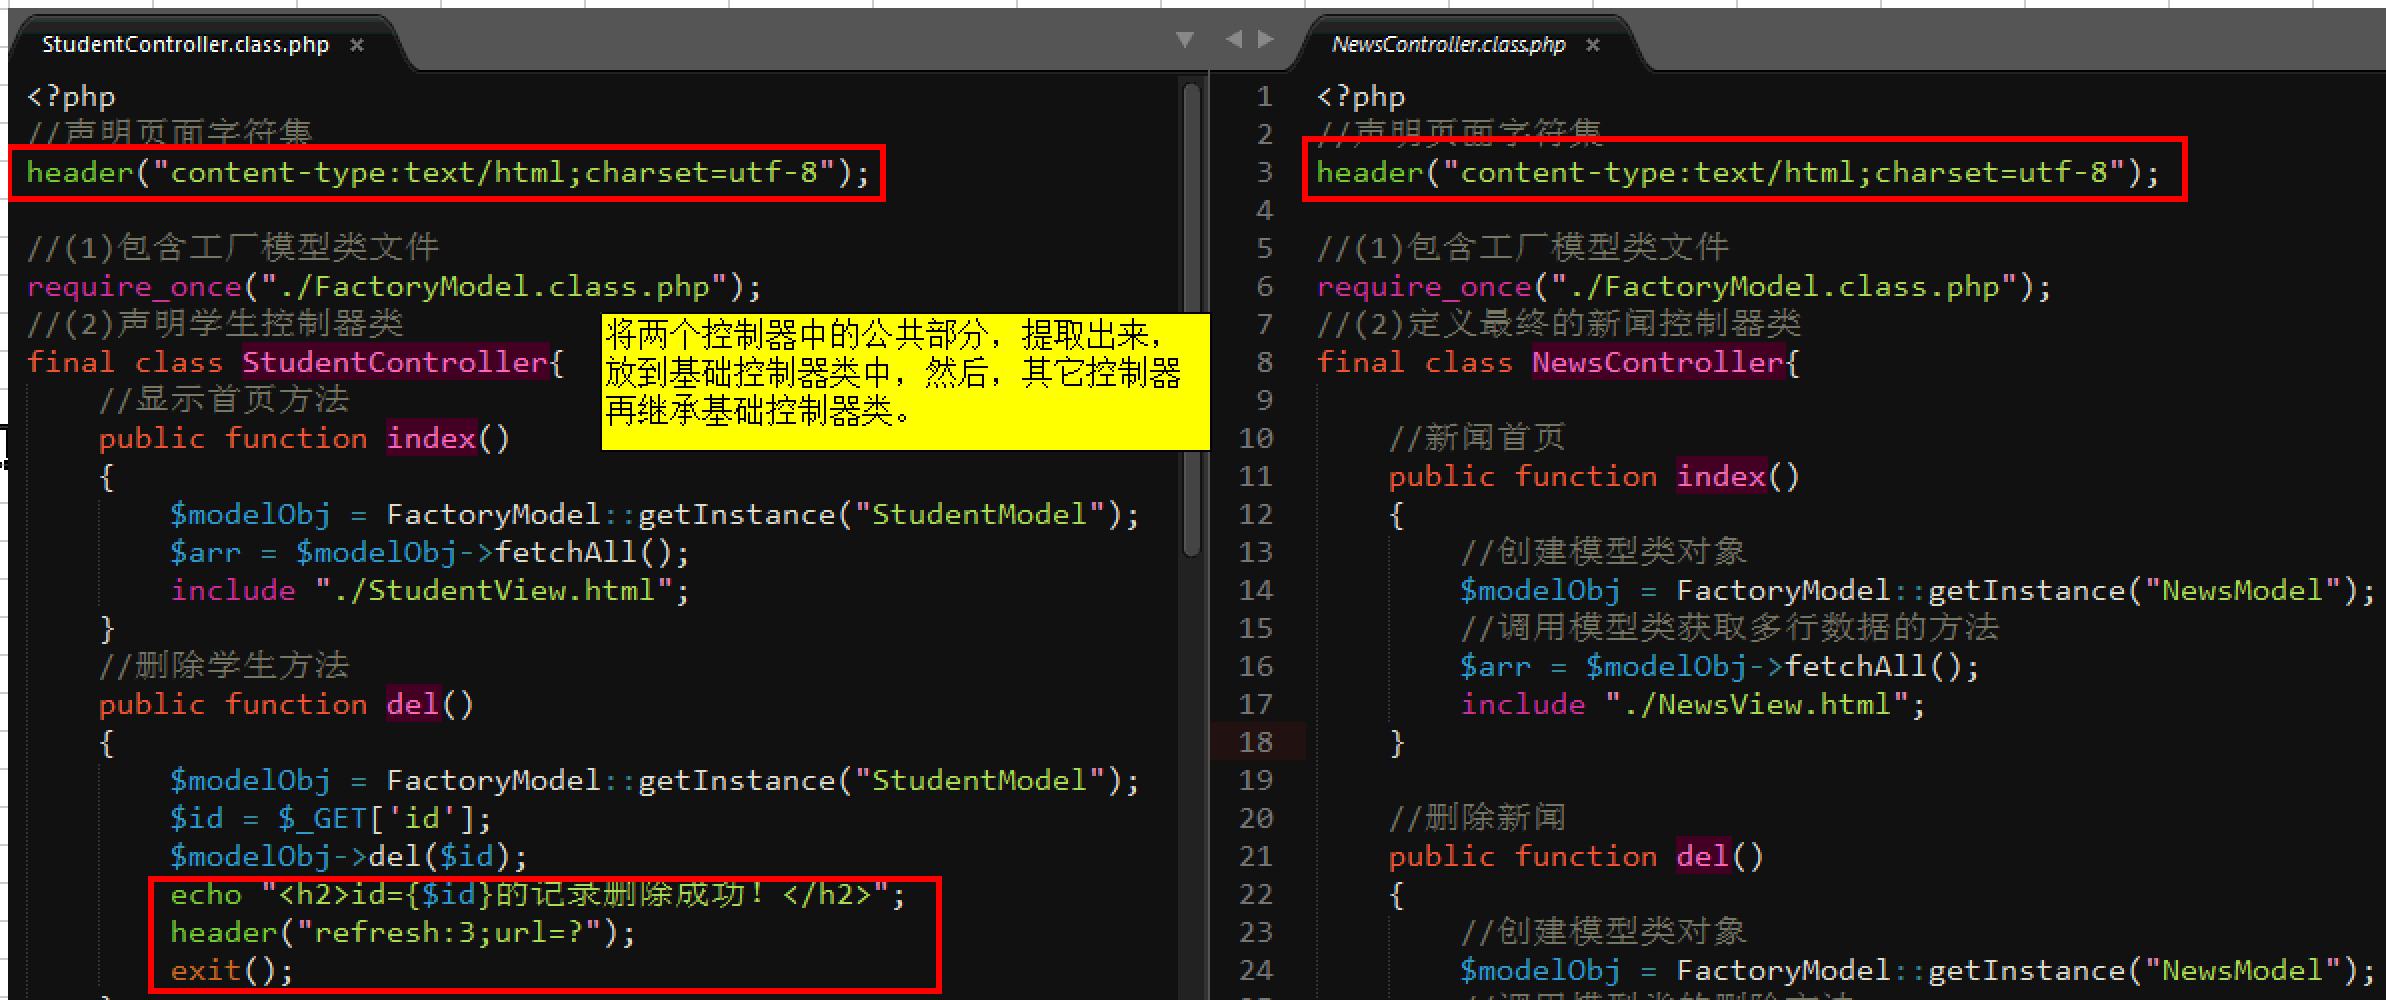 StudentController.class.php ×
<?php
//声明页面字符集
header("content-type:text/html;charset=utf-8");
//(1)包含工厂模型类文件
require_once("./FactoryModel.class.php");
//(2)声明学生控制器类
final class StudentController{
//显示首页方法
public function index()
{
$modelObj = FactoryModel::getInstance("StudentModel");
$arr = $modelObj->fetchAll();
include "./StudentView.html";
}
//删除学生方法
public function del()
{
$modelObj = FactoryModel::getInstance("StudentModel");
$id = $_GET['id'];
$modelObj->del($id);
echo "<h2>id={$id}的记录删除成功！</h2>";
header("refresh:3;url=?");
exit();
将两个控制器中的公共部分，提取出来，
放到基础控制器类中，然后，其它控制器
再继承基础控制器类。
NewsController.class.php ×
1 <?php
2 //声明页面字符集
3 header("content-type:text/html;charset=utf-8");
4
5 //(1)包含工厂模型类文件
6 require_once("./FactoryModel.class.php");
7 //(2)定义最终的新闻控制器类
8 final class NewsController{
9
10 //新闻首页
11 public function index()
12 {
13 //创建模型类对象
14 $modelObj = FactoryModel::getInstance("NewsModel");
15 //调用模型类获取多行数据的方法
16 $arr = $modelObj->fetchAll();
17 include "./NewsView.html";
18 }
19
20 //删除新闻
21 public function del()
22 {
23 //创建模型类对象
24 $modelObj = FactoryModel::getInstance("NewsModel");